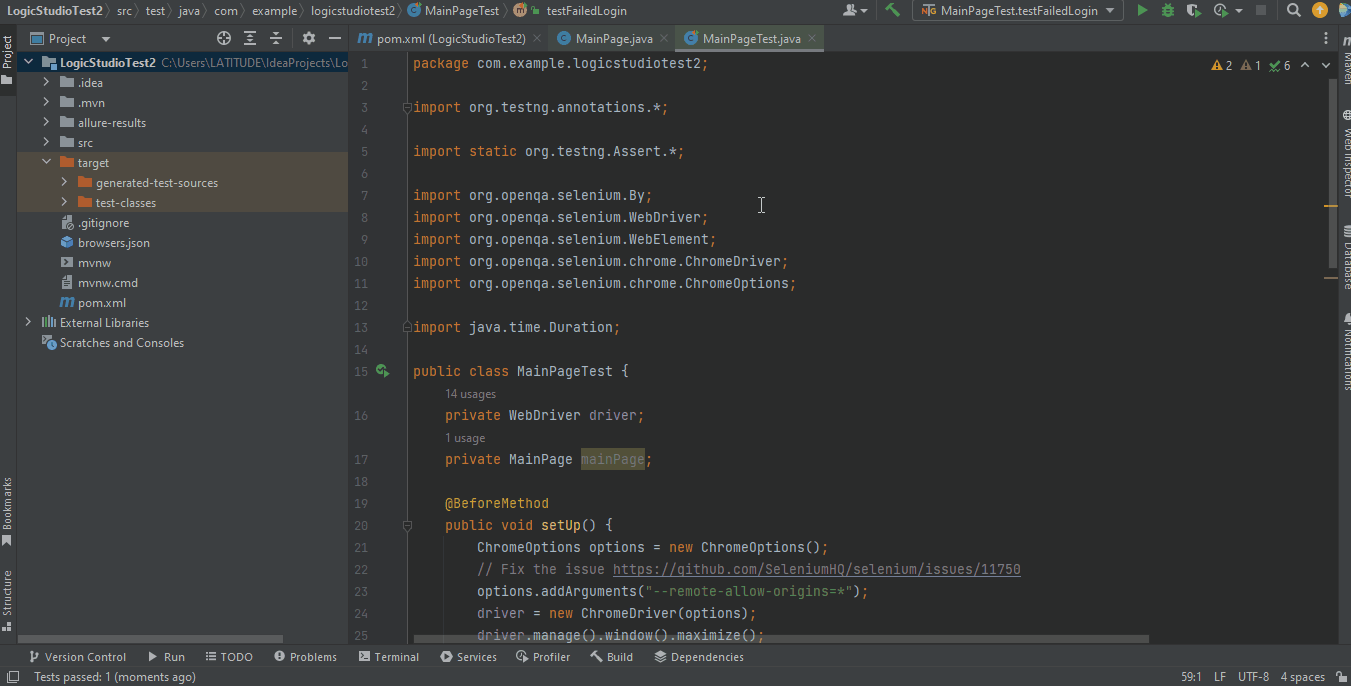 LogicStudioTest2 src test java com example logicstudiotest2 MainPageTest testFailedLogin MainPageTest.testFailedLogin
Project
pom.xml (LogicStudioTest2) MainPage.java MainPageTest.java
LogicStudioTest2 C:\Users\LATITUDE\IdeaProjects\Lo
.idea
.mvn
allure-results
src
target
generated-test-sources
test-classes
.gitignore
browsers.json
mvnw
mvnw.cmd
pom.xml
External Libraries
Scratches and Consoles
Project
Bookmarks
Structure
2 1 6
1 package com.example.logicstudiotest2;
2
3 import org.testng.annotations.*;
4
5 import static org.testng.Assert.*;
6
7 import org.openqa.selenium.By;
8 import org.openqa.selenium.WebDriver;
9 import org.openqa.selenium.WebElement;
10 import org.openqa.selenium.chrome.ChromeDriver;
11 import org.openqa.selenium.chrome.ChromeOptions;
12
13 import java.time.Duration;
14
15 public class MainPageTest {
14 usages
16 private WebDriver driver;
1 usage
17 private MainPage mainPage;
18
19 @BeforeMethod
20 public void setUp() {
21 ChromeOptions options = new ChromeOptions();
22 // Fix the issue https://github.com/SeleniumHQ/selenium/issues/11750
23 options.addArguments("--remote-allow-origins=*");
24 driver = new ChromeDriver(options);
25 driver.manage().window().maximize();
Maven
Web Inspector
Database
Notifications
Version Control Run TODO Problems Terminal Services Profiler Build Dependencies
Tests passed: 1 (moments ago) 59:1 LF UTF-8 4 spaces